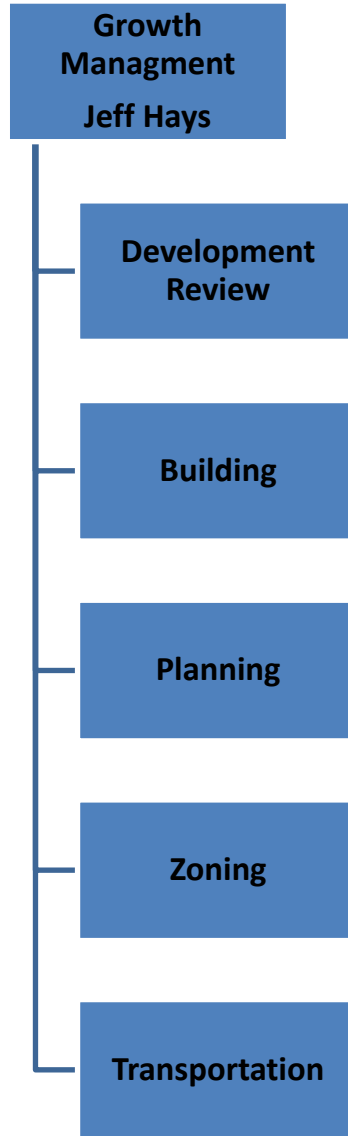 Growth
Managment
Jeff Hays
Development
Review
Building
Planning
Zoning
Transportation